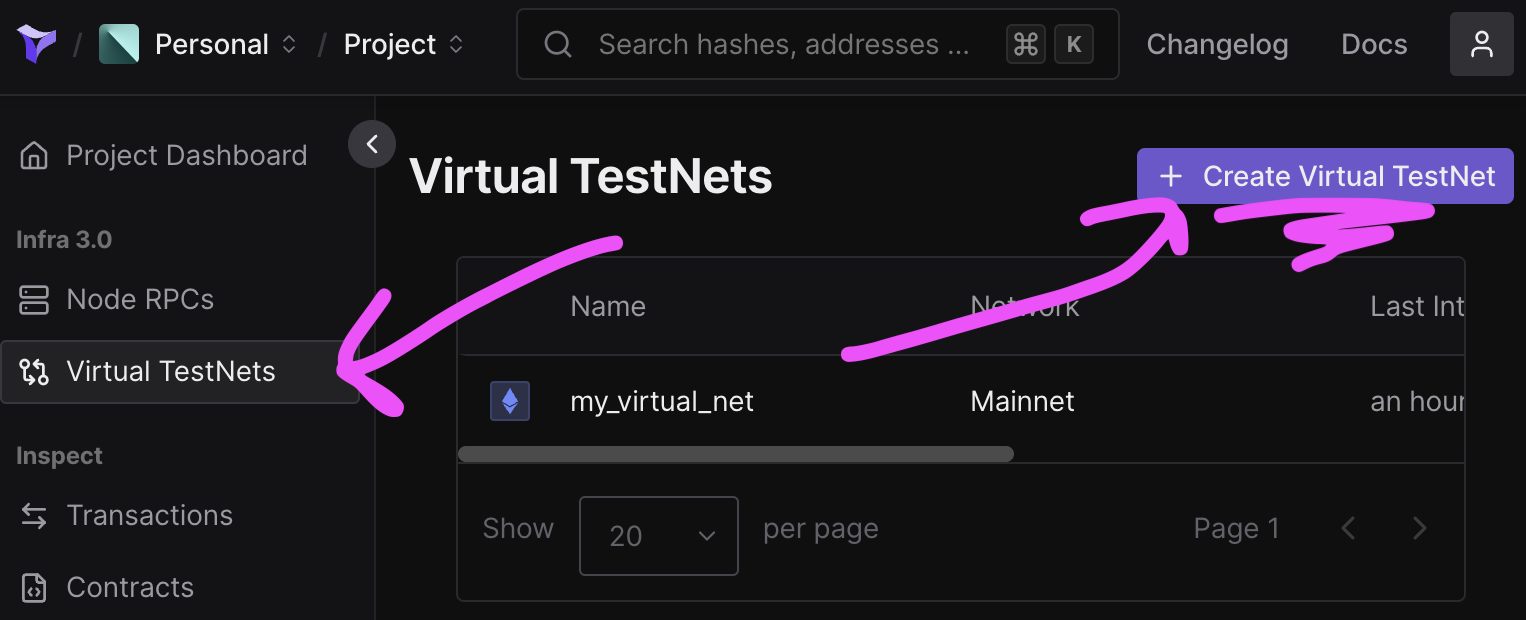 / Personal / Project Search hashes, addresses ... ⌘ K Changelog Docs
Project Dashboard
Infra 3.0
Node RPCs
Virtual TestNets
Inspect
Transactions
Contracts
Virtual TestNets
+ Create Virtual TestNet
Name Network Last Int
my_virtual_net Mainnet an hour
Show 20 per page Page 1